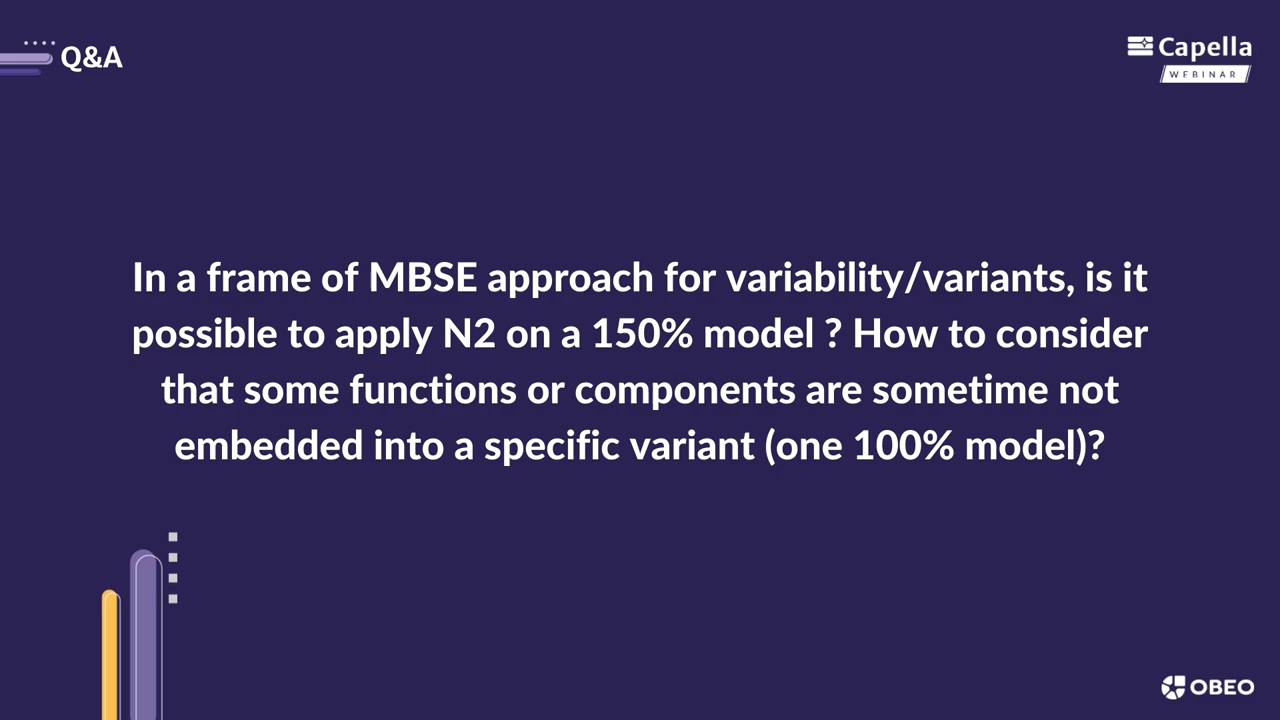 Q&A
Capella
WEBINAR
In a frame of MBSE approach for variability/variants, is it
possible to apply N2 on a 150% model ? How to consider
that some functions or components are sometime not
embedded into a specific variant (one 100% model)?
OBEO